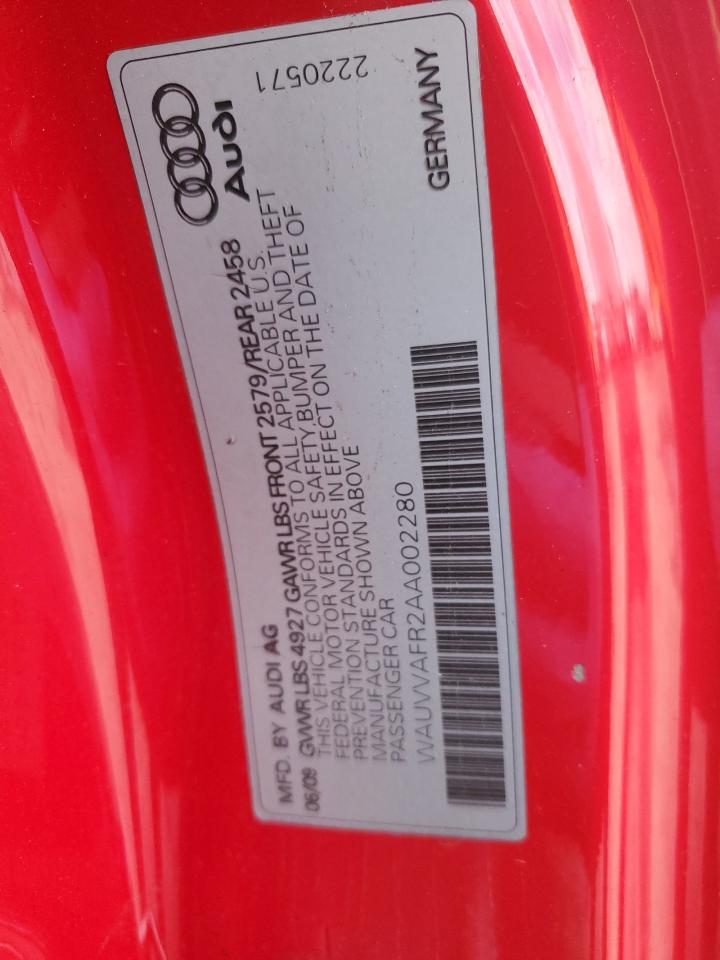 MFD. BY AUDI AG
Audi
06/09 GVWR LBS 4927 GAWR LBS FRONT 2579/REAR 2458
THIS VEHICLE CONFORMS TO ALL APPLICABLE U.S.
FEDERAL MOTOR VEHICLE SAFETY, BUMPER AND THEFT
PREVENTION STANDARDS IN EFFECT ON THE DATE OF
MANUFACTURE SHOWN ABOVE
PASSENGER CAR
2220571
WAUVVAFR2AA002280
GERMANY